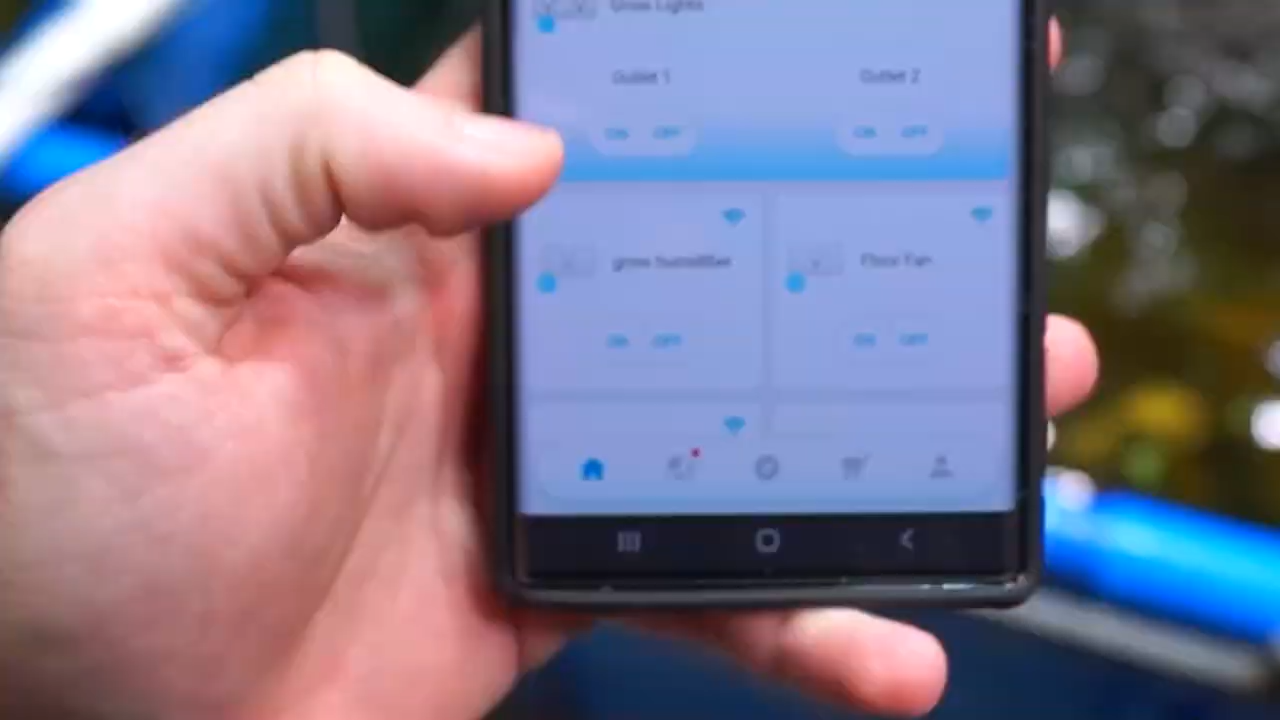 Grow Lights
Outlet 1 Outlet 2
ON OFF ON OFF
grow humidifier Floor Fan
ON OFF ON OFF